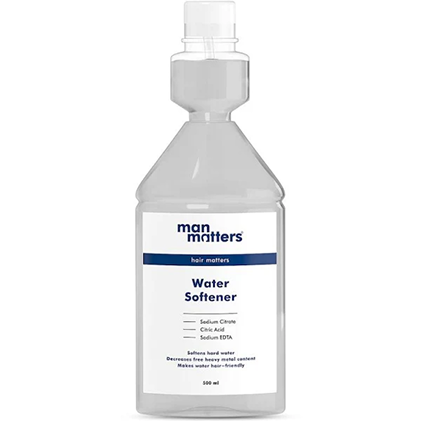 man
matters®
hair matters
Water
Softener
Sodium Citrate
Citric Acid
Sodium EDTA
Softens hard water
Decreases free heavy metal content
Makes water hair-friendly
500 ml